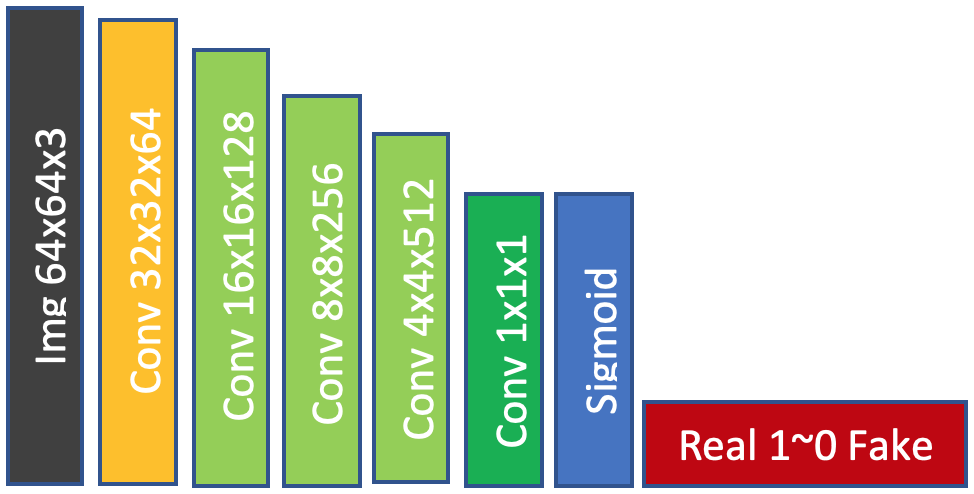 Img 64x64x3
Conv 32x32x64
Conv 16x16x128
Conv 8x8x256
Conv 4x4x512
Conv 1x1x1
Sigmoid
Real 1~0 Fake